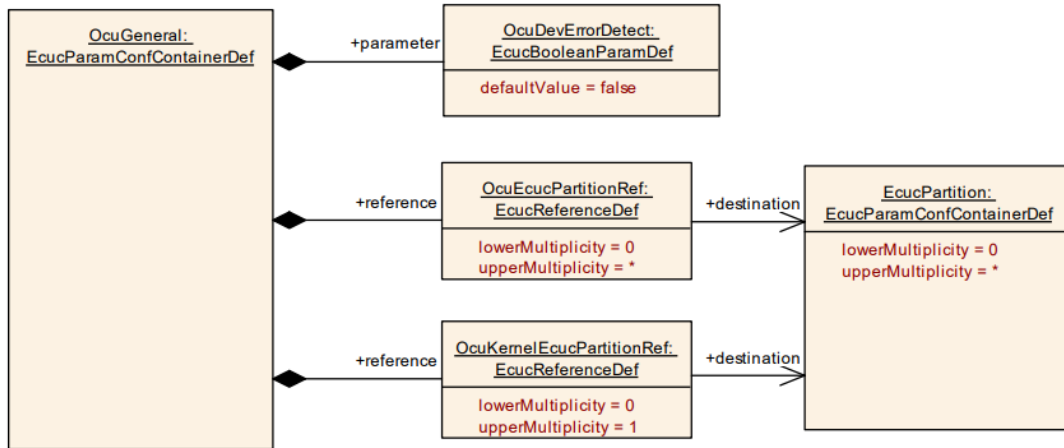 OcuGeneral:
EcucParamConfContainerDef
+parameter
OcuDevErrorDetect:
EcucBooleanParamDef
defaultValue = false
+reference
OcuEcucPartitionRef:
EcucReferenceDef
lowerMultiplicity = 0
upperMultiplicity = *
+destination
EcucPartition:
EcucParamConfContainerDef
lowerMultiplicity = 0
upperMultiplicity = *
+reference
OcuKernelEcucPartitionRef:
EcucReferenceDef
lowerMultiplicity = 0
upperMultiplicity = 1
+destination